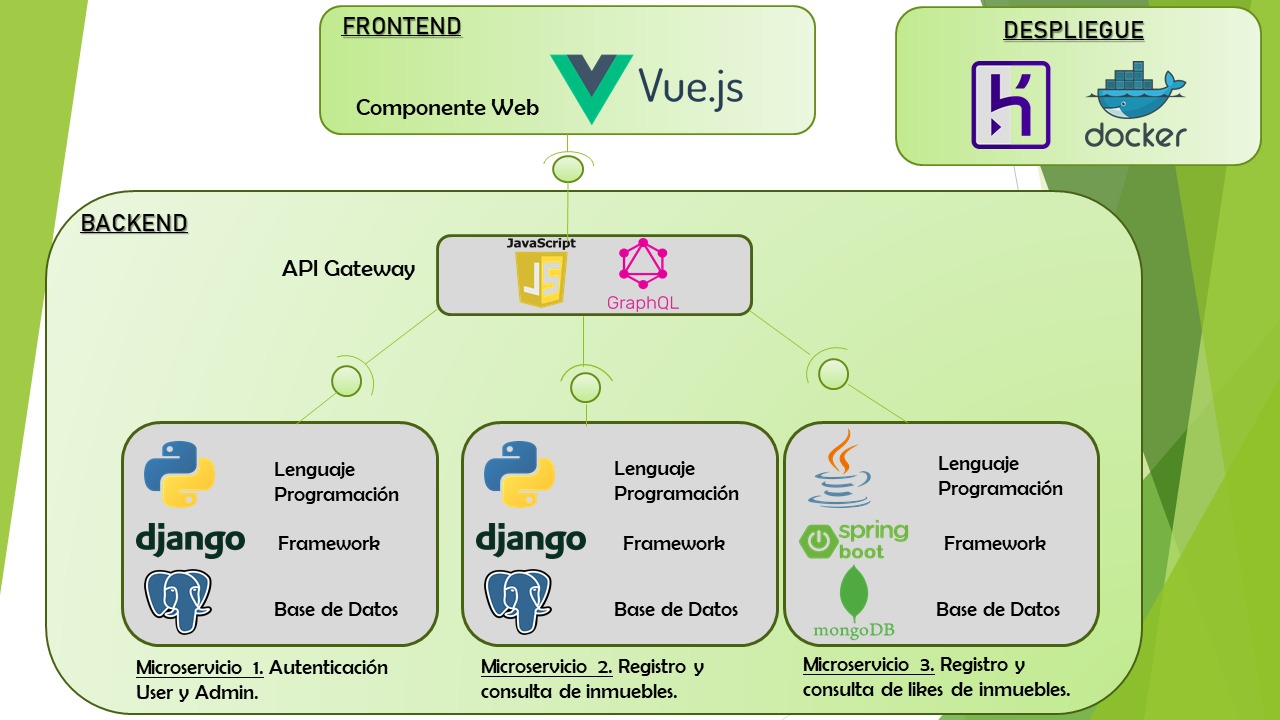 FRONTEND
Componente Web
Vue.js
DESPLIEGUE
docker
BACKEND
API Gateway
JavaScript
JS
GraphQL
Lenguaje
Programación
django
Framework
Base de Datos
Microservicio 1. Autenticación
User y Admin.
Lenguaje
Programación
django
Framework
Base de Datos
Microservicio 2. Registro y
consulta de inmuebles.
Lenguaje
Programación
spring
boot
Framework
Base de Datos
mongoDB
Microservicio 3. Registro y
consulta de likes de inmuebles.